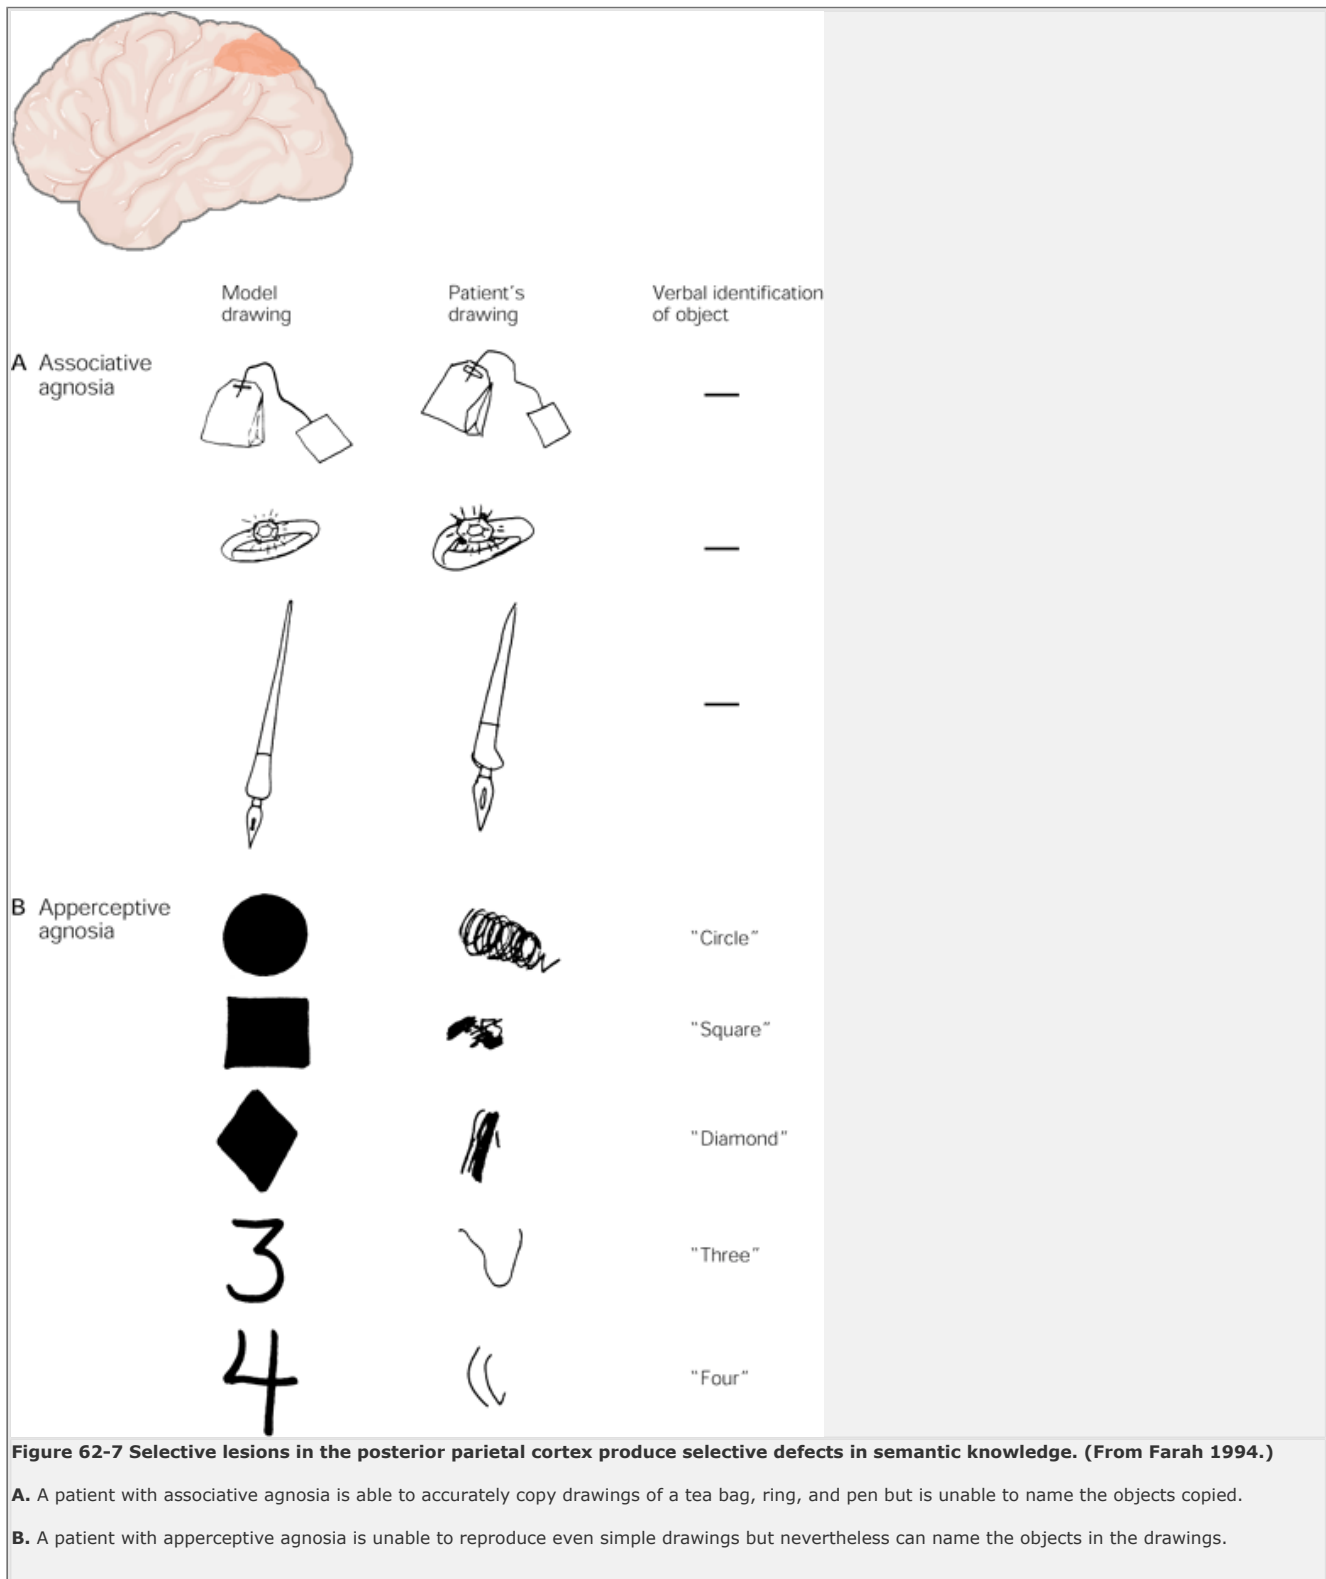 Model drawing
Patient's drawing
Verbal identification of object
A Associative agnosia
B Apperceptive agnosia
"Circle"
"Square"
"Diamond"
3
"Three"
4
"Four"
Figure 62-7 Selective lesions in the posterior parietal cortex produce selective defects in semantic knowledge. (From Farah 1994.)
A. A patient with associative agnosia is able to accurately copy drawings of a tea bag, ring, and pen but is unable to name the objects copied.
B. A patient with apperceptive agnosia is unable to reproduce even simple drawings but nevertheless can name the objects in the drawings.